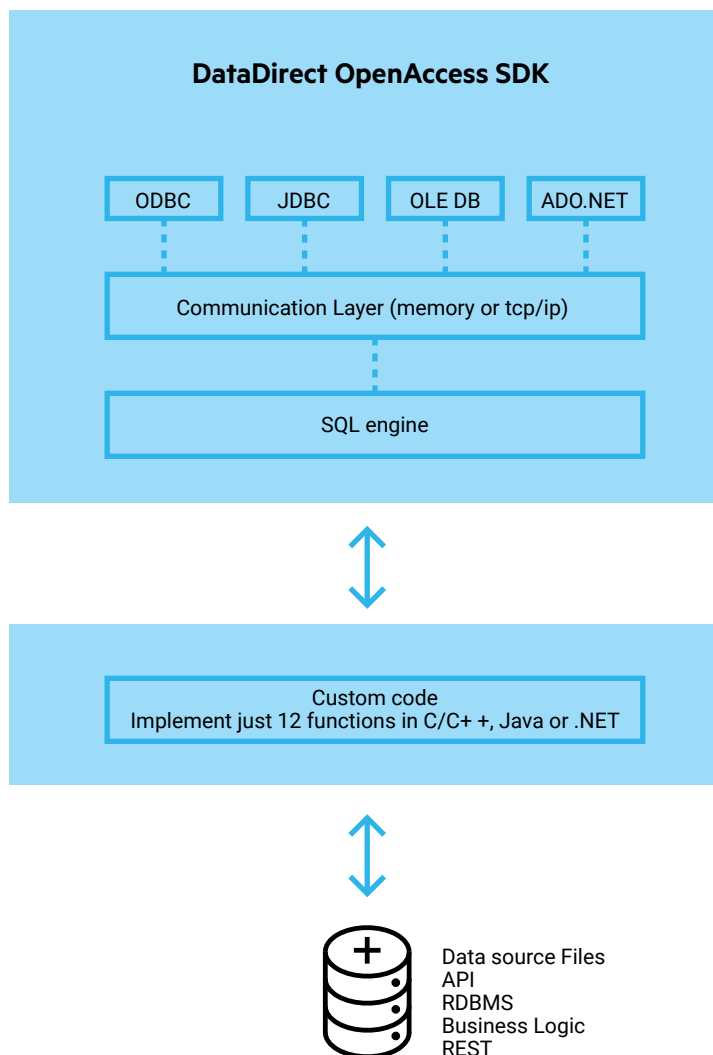 DataDirect OpenAccess SDK
ODBC
JDBC
OLE DB
ADO.NET
Communication Layer (memory or tcp/ip)
SQL engine
Custom code
Implement just 12 functions in C/C+ +, Java or .NET
Data source Files
API
RDBMS
Business Logic
REST